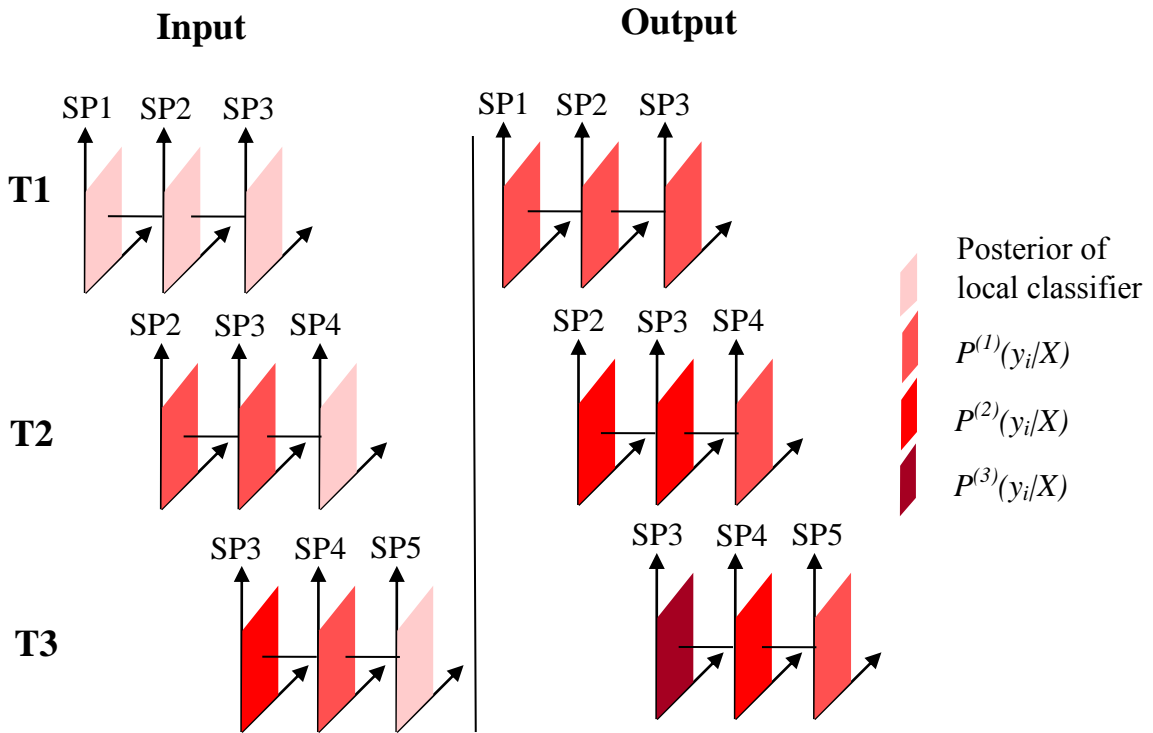 Input
Output
SP1 SP2 SP3
SP1 SP2 SP3
T1
Posterior of
local classifier
SP2 SP3 SP4
SP2 SP3 SP4
P(1)(yi/X)
T2
P(2)(yi/X)
P(3)(yi/X)
SP3 SP4 SP5
SP3 SP4 SP5
T3